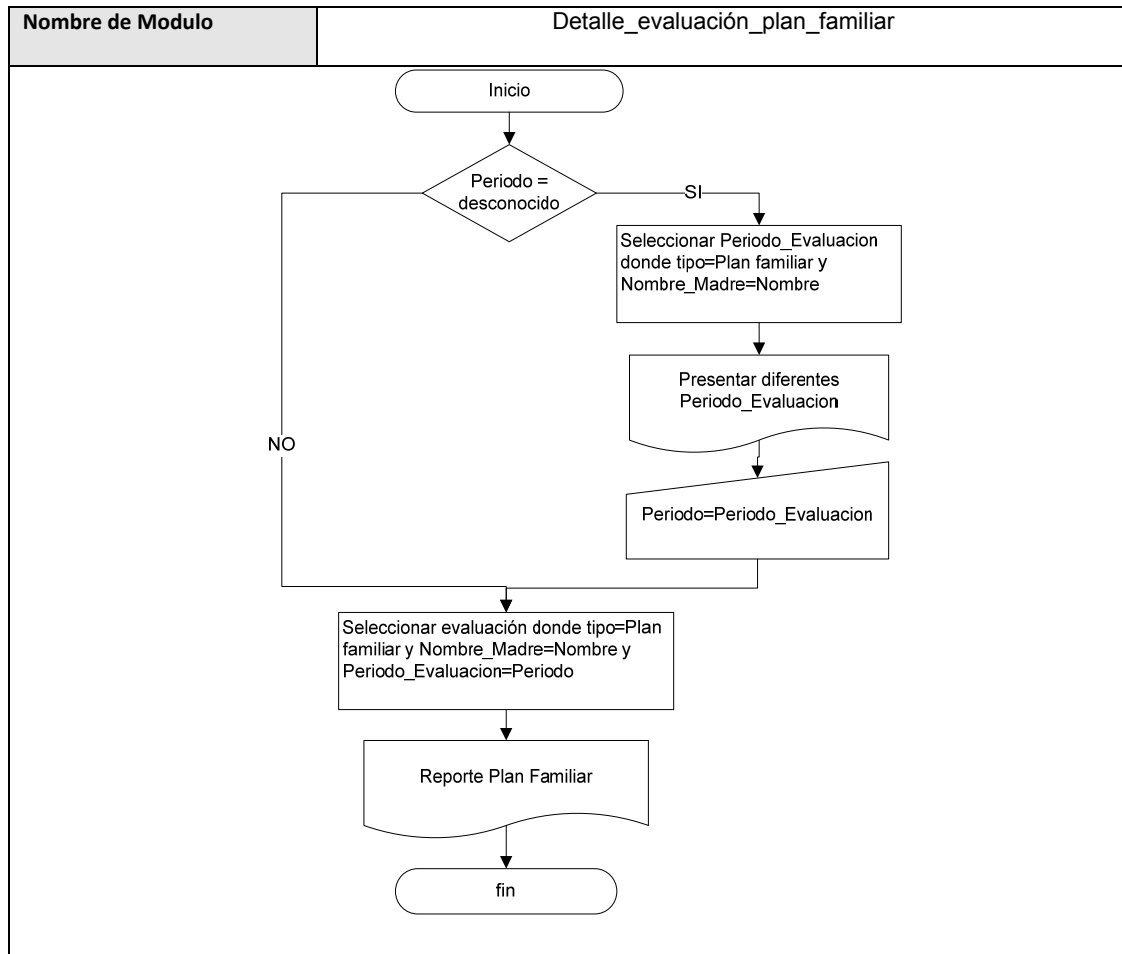 Nombre de Modulo
Detalle_evaluación_plan_familiar
Inicio
Periodo =
desconocido
SI
Seleccionar Periodo_Evaluacion
donde tipo=Plan familiar y
Nombre_Madre=Nombre
Presentar diferentes
Periodo_Evaluacion
NO
Periodo=Periodo_Evaluacion
Seleccionar evaluación donde tipo=Plan
familiar y Nombre_Madre=Nombre y
Periodo_Evaluacion=Periodo
Reporte Plan Familiar
fin